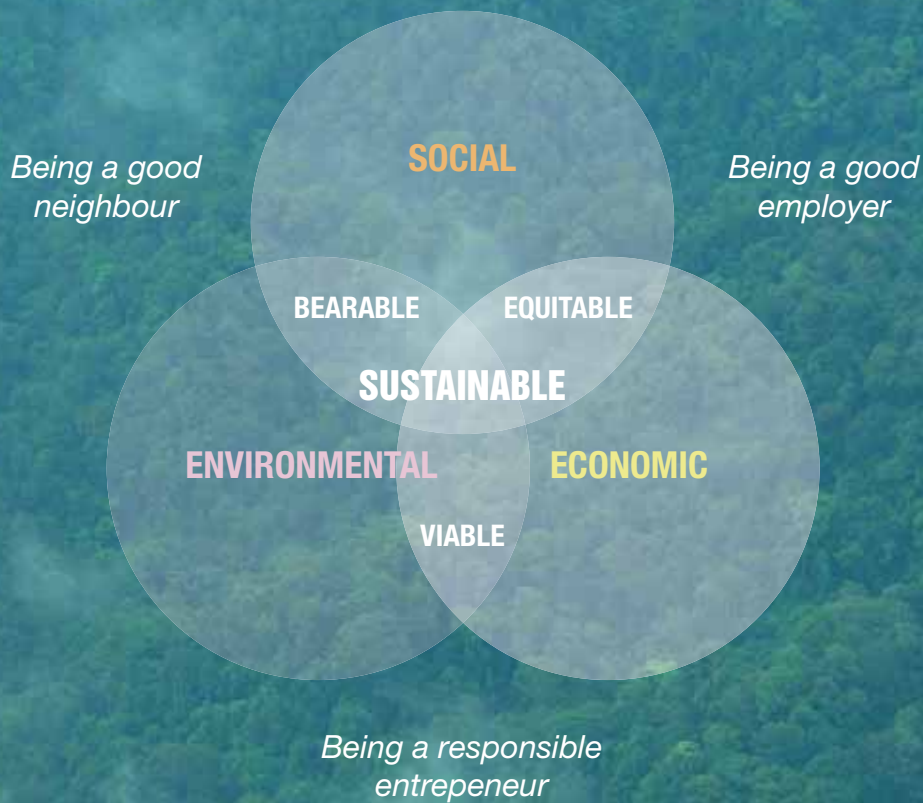 SOCIAL
Being a good
neighbour
Being a good
employer
BEARABLE
EQUITABLE
SUSTAINABLE
ENVIRONMENTAL
ECONOMIC
VIABLE
Being a responsible
entrepeneur